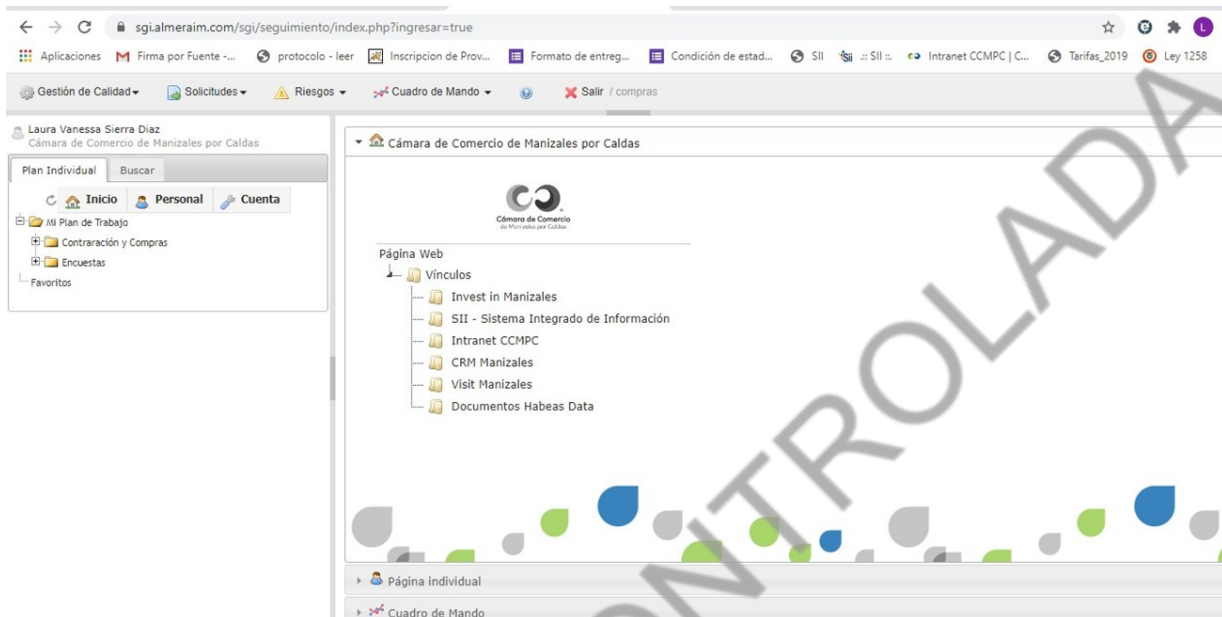 sgi.almeraim.com/sgi/seguimiento/index.php?ingresar=true
L
Aplicaciones Firma por Fuente -... protocolo - leer Inscripcion de Prov... Formato de entreg... Condición de estad... SII Sii .:: SII ::. Intranet CCMPC | C... Tarifas_2019 Ley 1258
Gestión de Calidad Solicitudes Riesgos Cuadro de Mando Salir / compras
Laura Vanessa Sierra Diaz
Cámara de Comercio de Manizales por Caldas
Plan Individual Buscar
Inicio Personal Cuenta
Mi Plan de Trabajo
Contraración y Compras
Encuestas
Favoritos
Cámara de Comercio de Manizales por Caldas
Cámara de Comercio
de Manizales por Caldas
Página Web
Vínculos
Invest in Manizales
SII - Sistema Integrado de Información
Intranet CCMPC
CRM Manizales
Visit Manizales
Documentos Habeas Data
Página individual
Cuadro de Mando
ONTROLADA